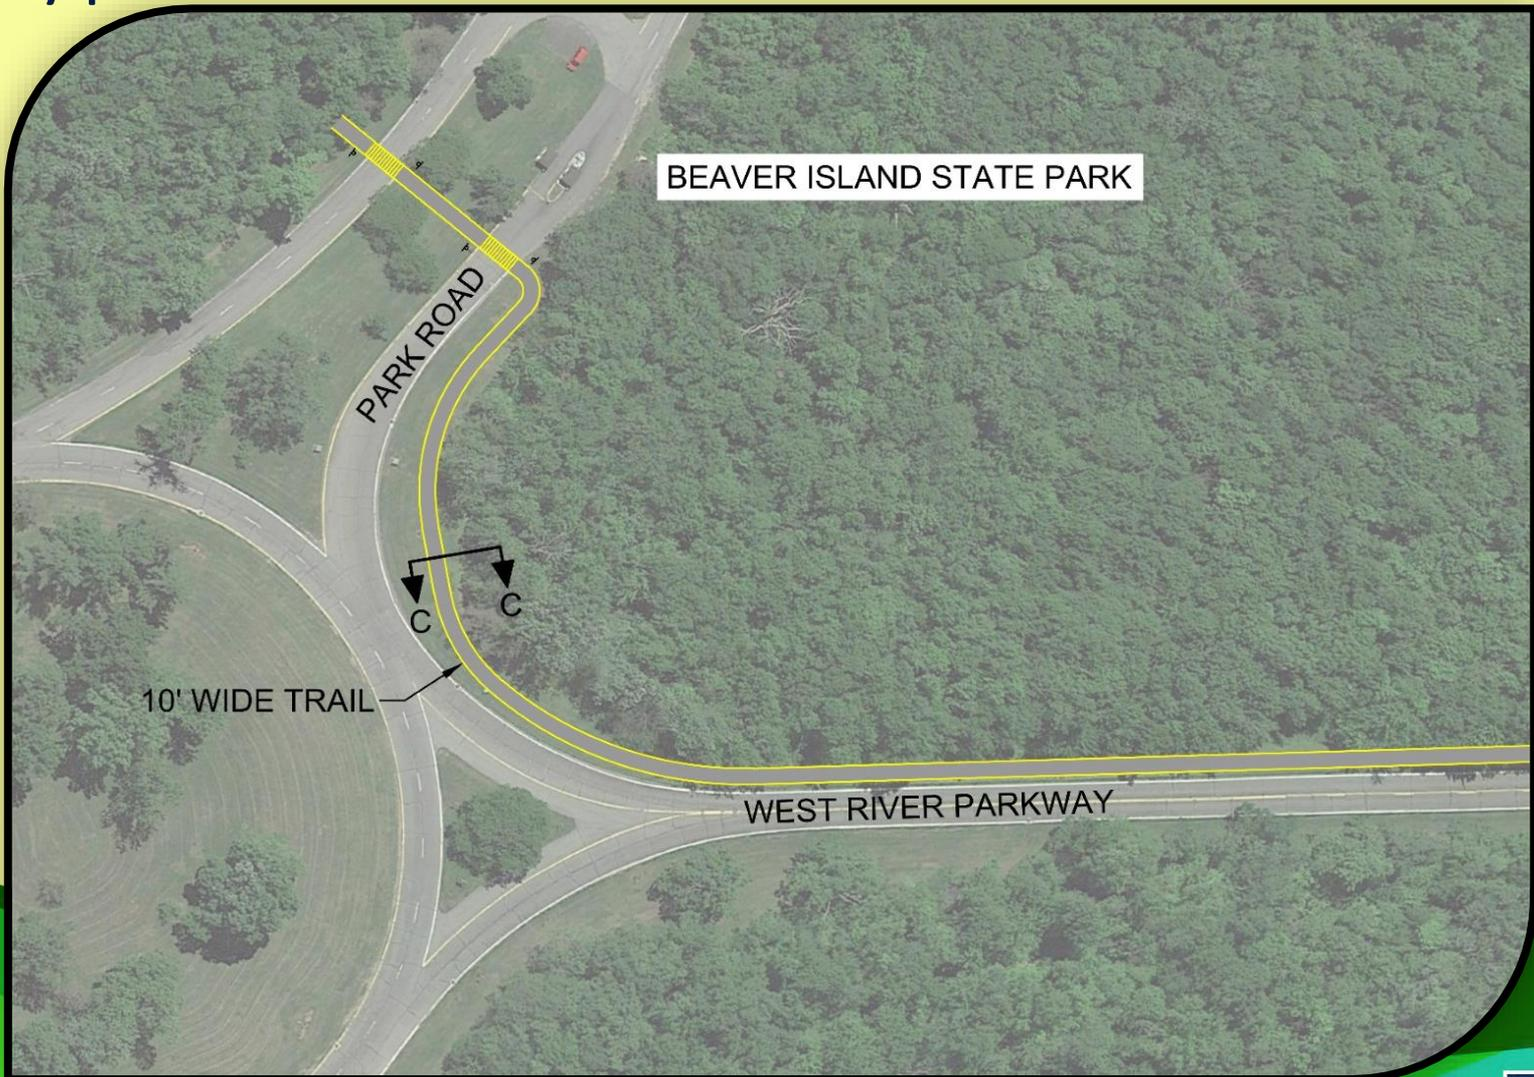 BEAVER ISLAND STATE PARK
PARK ROAD
C
C
10' WIDE TRAIL
WEST RIVER PARKWAY